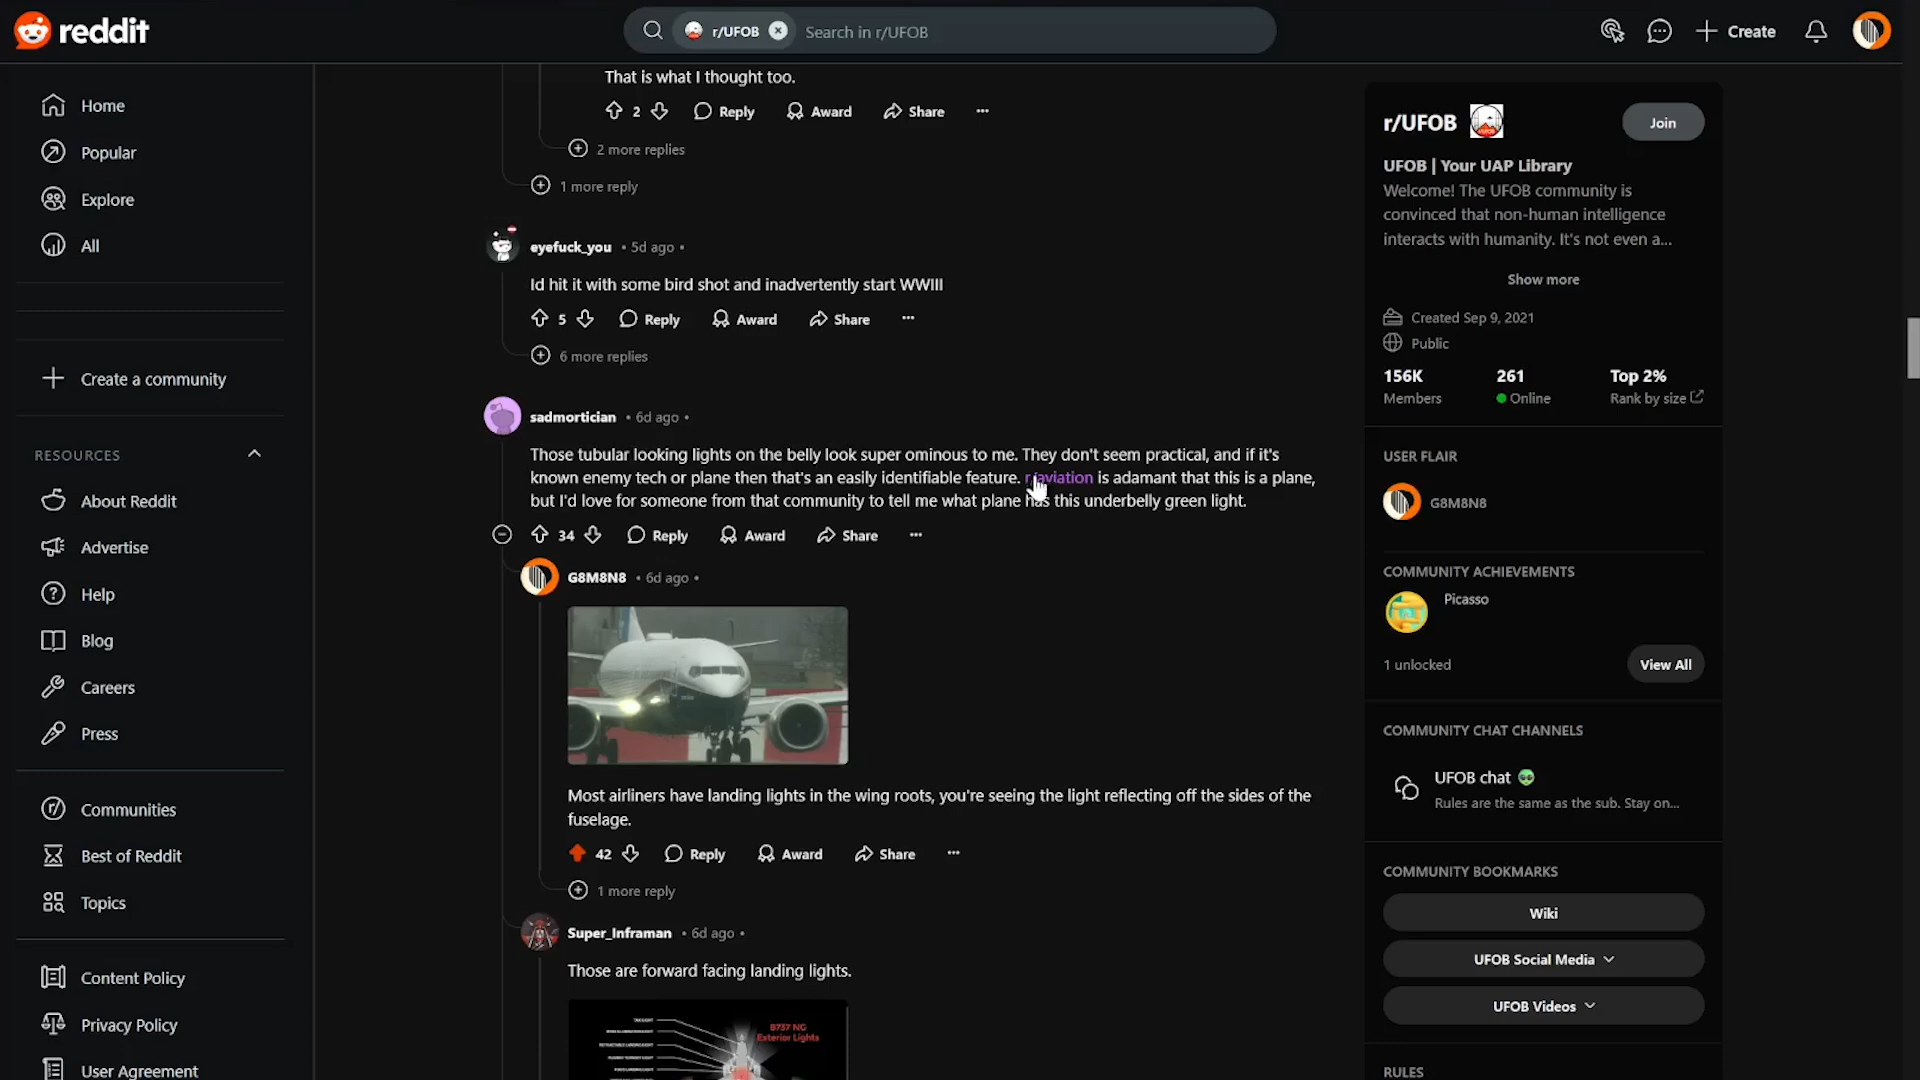 reddit
r/UFOB
Search in r/UFOB
Create
Home
Popular
Explore
All
Create a community
RESOURCES
About Reddit
Advertise
Help
Blog
Careers
Press
Communities
Best of Reddit
Topics
Content Policy
Privacy Policy
User Agreement
That is what I thought too.
2 Reply Award Share ···
2 more replies
1 more reply
eyefuck_you • 5d ago •
Id hit it with some bird shot and inadvertently start WWIII
5 Reply Award Share ···
6 more replies
sadmortician • 6d ago •
Those tubular looking lights on the belly look super ominous to me. They don't seem practical, and if it's
known enemy tech or plane then that's an easily identifiable feature. r/aviation is adamant that this is a plane,
but I'd love for someone from that community to tell me what plane has this underbelly green light.
34 Reply Award Share ···
G8M8N8 • 6d ago •
Most airliners have landing lights in the wing roots, you're seeing the light reflecting off the sides of the
fuselage.
42 Reply Award Share ···
1 more reply
Super_Inframan • 6d ago •
Those are forward facing landing lights.
B737 NG
Exterior Lights
r/UFOB
Join
UFOB | Your UAP Library
Welcome! The UFOB community is
convinced that non-human intelligence
interacts with humanity. It's not even a...
Show more
Created Sep 9, 2021
Public
156K 261 Top 2%
Members Online Rank by size
USER FLAIR
G8M8N8
COMMUNITY ACHIEVEMENTS
Picasso
1 unlocked
View All
COMMUNITY CHAT CHANNELS
UFOB chat
Rules are the same as the sub. Stay on...
COMMUNITY BOOKMARKS
Wiki
UFOB Social Media
UFOB Videos
RULES